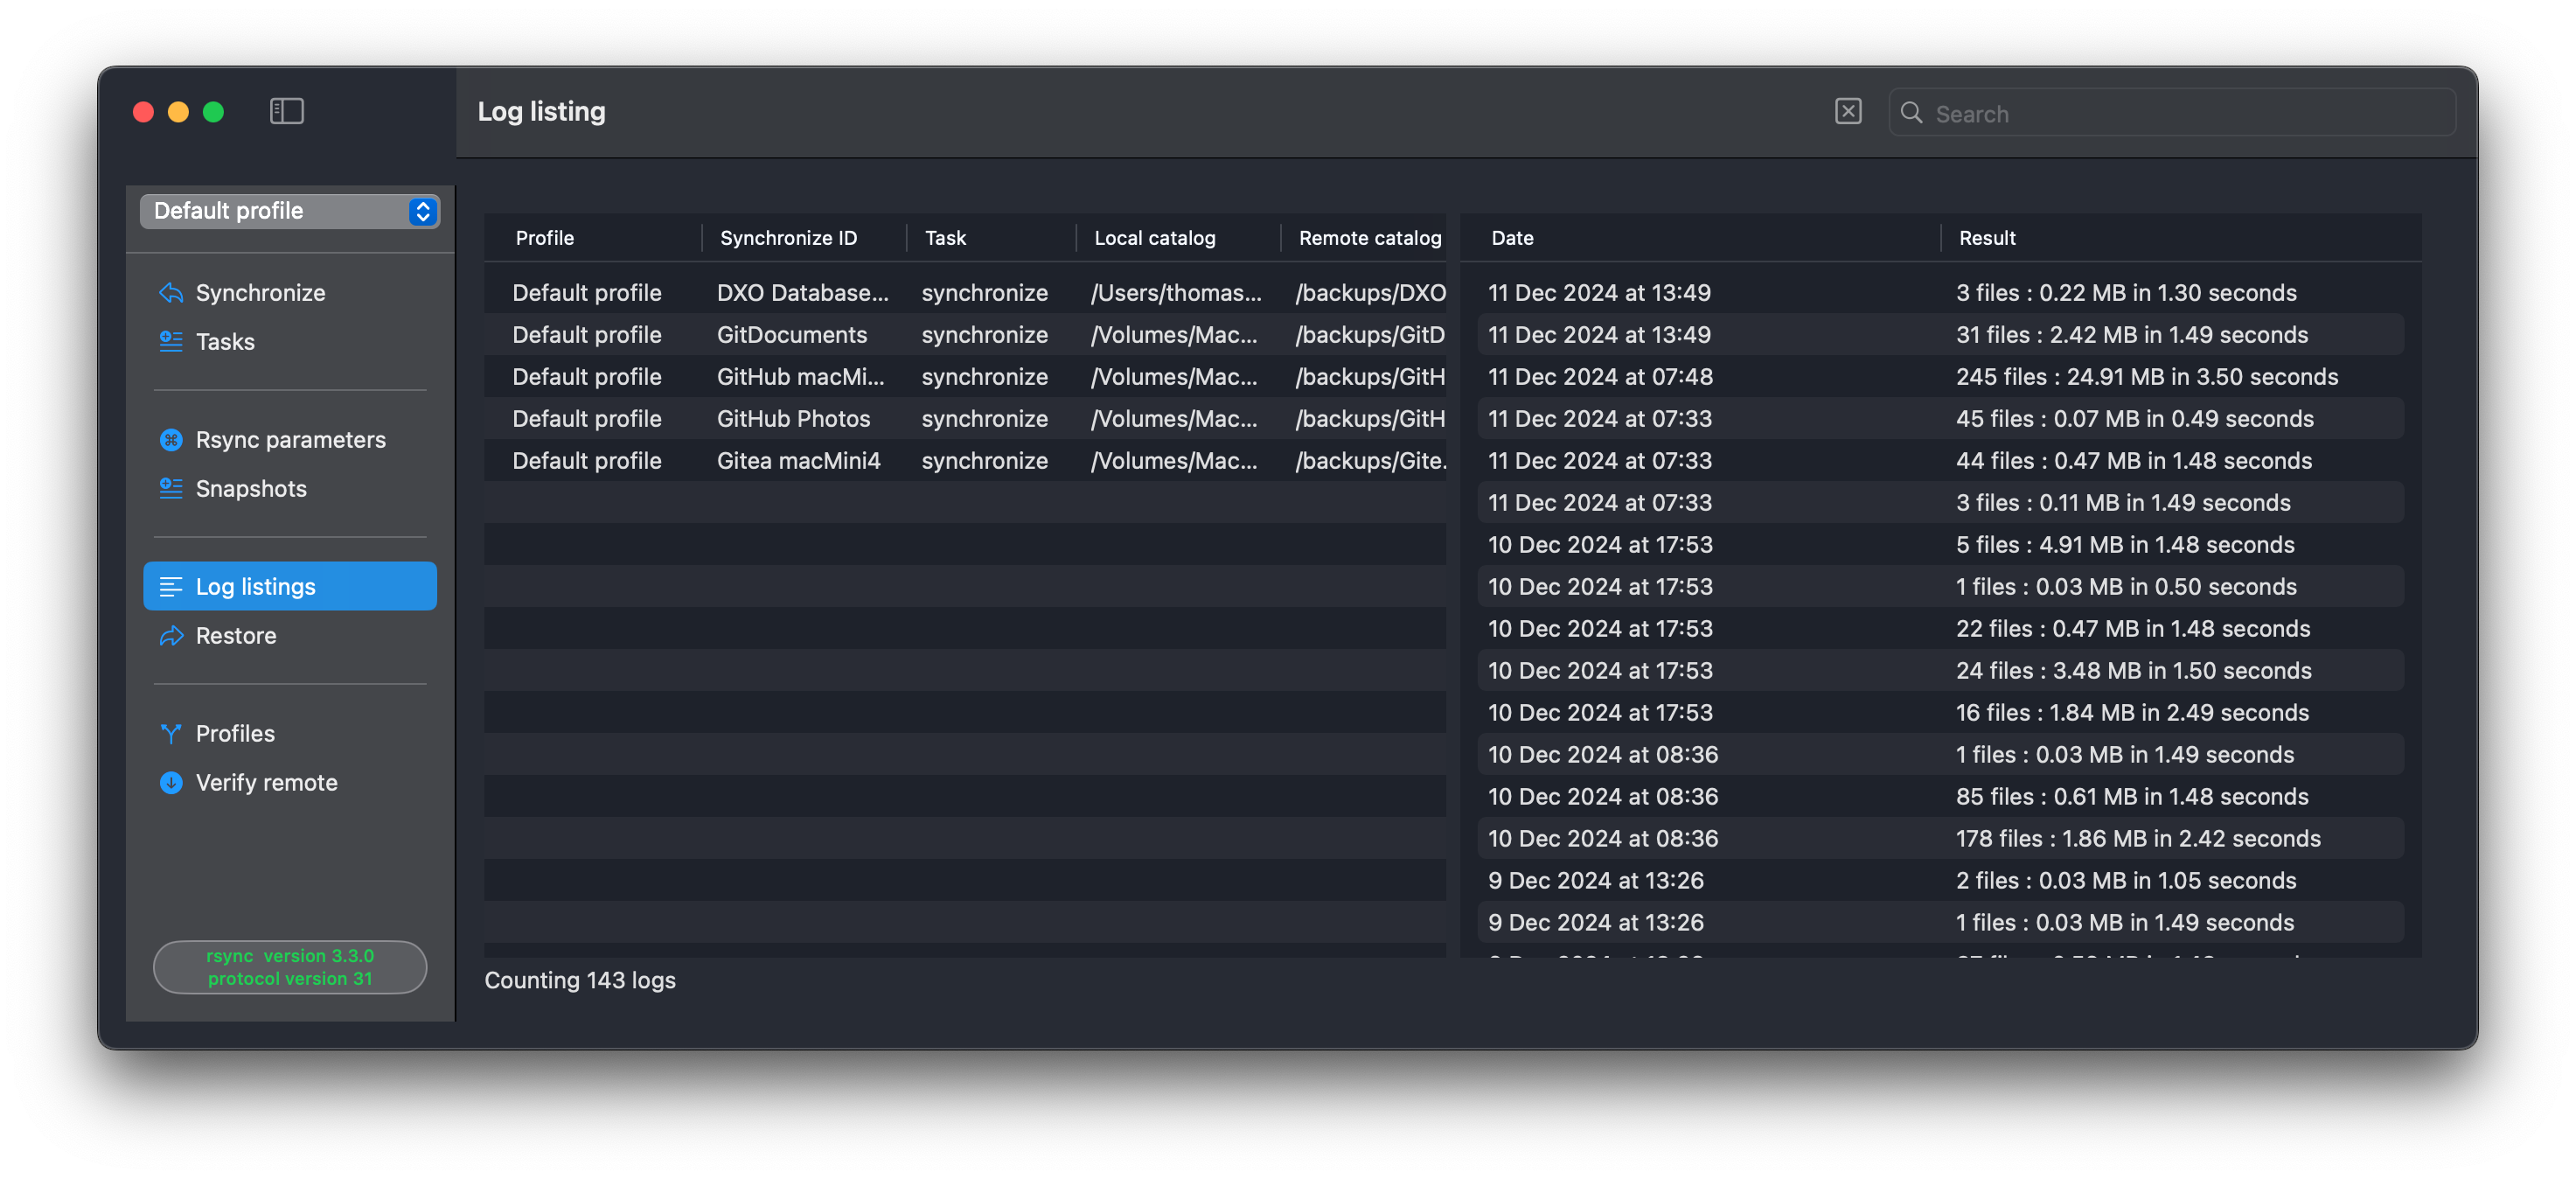 Log listing
Search
Default profile
Synchronize
Tasks
Rsync parameters
Snapshots
Log listings
Restore
Profiles
Verify remote
rsync  version 3.3.0
protocol version 31
Profile Synchronize ID Task Local catalog Remote catalog
Default profile DXO Database... synchronize /Users/thomas... /backups/DXO
Default profile GitDocuments synchronize /Volumes/Mac... /backups/GitD
Default profile GitHub macMi... synchronize /Volumes/Mac... /backups/GitH
Default profile GitHub Photos synchronize /Volumes/Mac... /backups/GitH
Default profile Gitea macMini4 synchronize /Volumes/Mac... /backups/Gite.
Date Result
11 Dec 2024 at 13:49 3 files : 0.22 MB in 1.30 seconds
11 Dec 2024 at 13:49 31 files : 2.42 MB in 1.49 seconds
11 Dec 2024 at 07:48 245 files : 24.91 MB in 3.50 seconds
11 Dec 2024 at 07:33 45 files : 0.07 MB in 0.49 seconds
11 Dec 2024 at 07:33 44 files : 0.47 MB in 1.48 seconds
11 Dec 2024 at 07:33 3 files : 0.11 MB in 1.49 seconds
10 Dec 2024 at 17:53 5 files : 4.91 MB in 1.48 seconds
10 Dec 2024 at 17:53 1 files : 0.03 MB in 0.50 seconds
10 Dec 2024 at 17:53 22 files : 0.47 MB in 1.48 seconds
10 Dec 2024 at 17:53 24 files : 3.48 MB in 1.50 seconds
10 Dec 2024 at 17:53 16 files : 1.84 MB in 2.49 seconds
10 Dec 2024 at 08:36 1 files : 0.03 MB in 1.49 seconds
10 Dec 2024 at 08:36 85 files : 0.61 MB in 1.48 seconds
10 Dec 2024 at 08:36 178 files : 1.86 MB in 2.42 seconds
9 Dec 2024 at 13:26 2 files : 0.03 MB in 1.05 seconds
9 Dec 2024 at 13:26 1 files : 0.03 MB in 1.49 seconds
Counting 143 logs